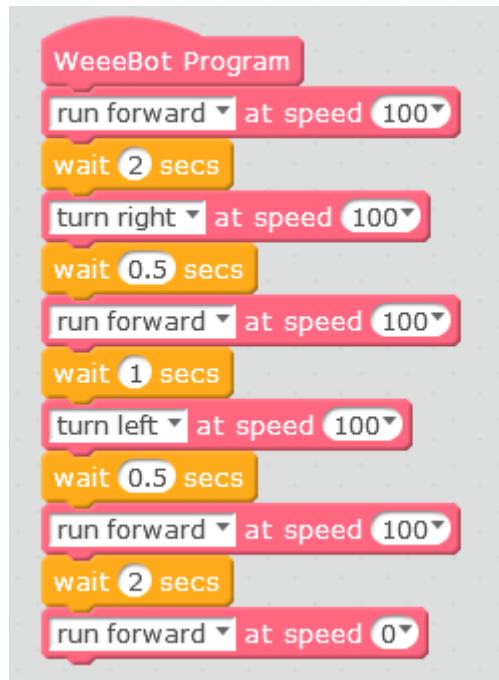 WeeeBot Program
run forward at speed 100
wait 2 secs
turn right at speed 100
wait 0.5 secs
run forward at speed 100
wait 1 secs
turn left at speed 100
wait 0.5 secs
run forward at speed 100
wait 2 secs
run forward at speed 0